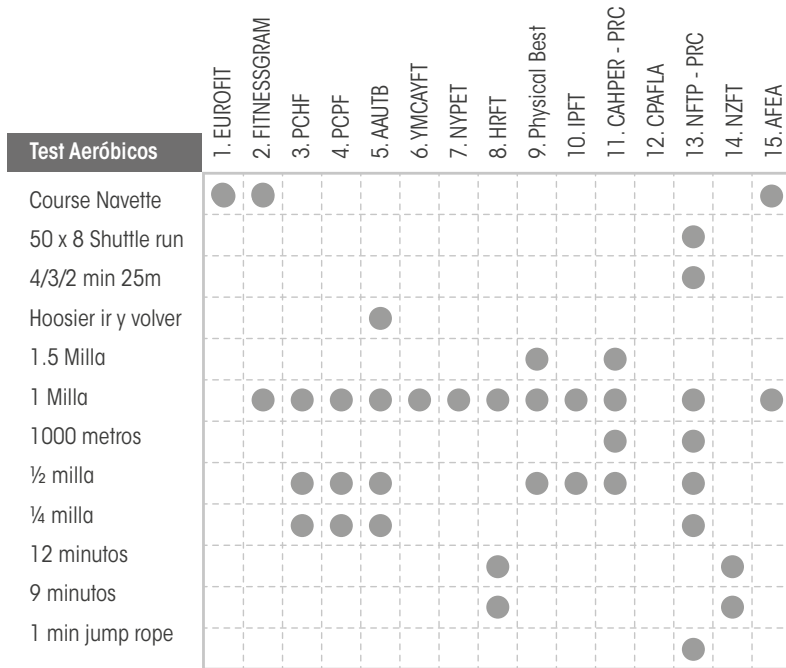 1. EUROFIT
2. FITNESSGRAM
3. PCHF
4. PCPF
5. AAUTB
6. YMCAYFT
7. NYPET
8. HRFT
9. Physical Best
10. IPFT
11. CAHPER - PRC
12. CPAFLA
13. NFTP - PRC
14. NZFT
15. AFEA
Test Aeróbicos
Course Navette
50 x 8 Shuttle run
4/3/2 min 25m
Hoosier ir y volver
1.5 Milla
1 Milla
1000 metros
½ milla
¼ milla
12 minutos
9 minutos
1 min jump rope